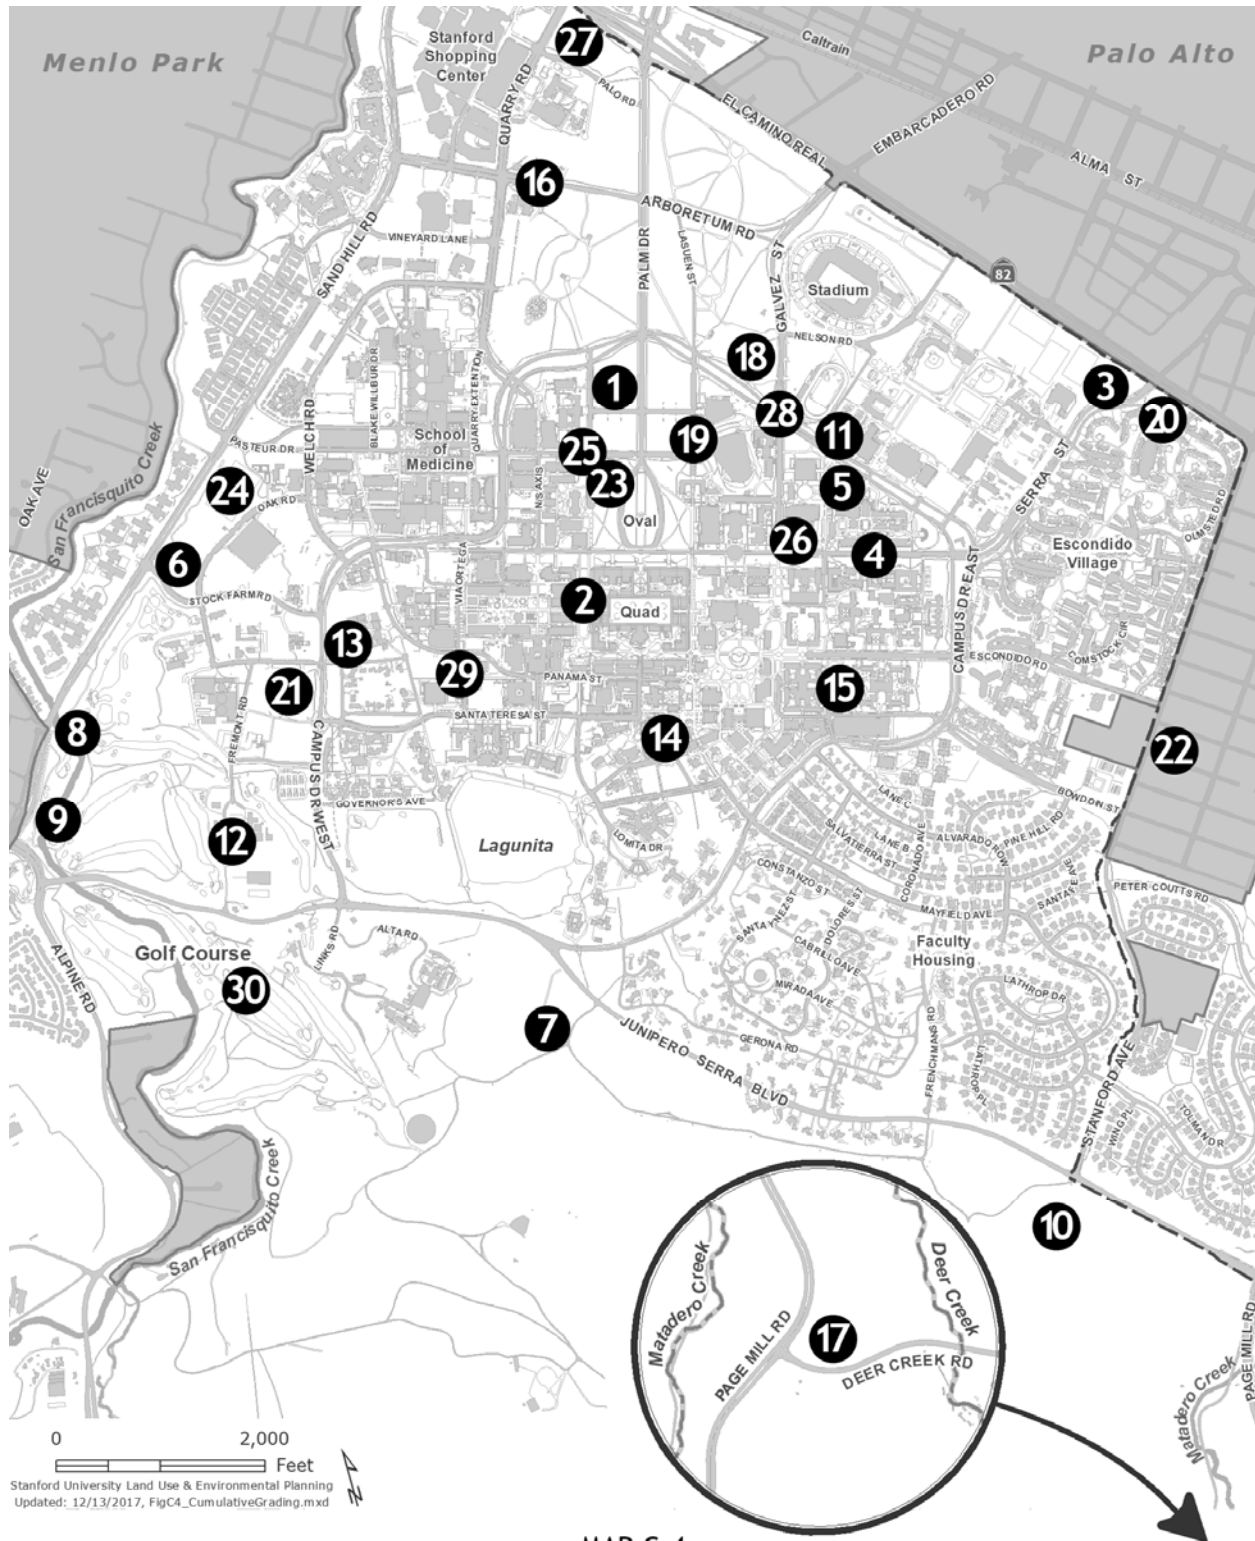 Menlo Park
Stanford
Shopping
Center
27
Caltrain
Palo Alto
QUARRY RD
PALO RD
EL CAMINO REAL
EMBARCADERO RD
ALMA ST
16
ARBORETUM RD
SAND HILL RD
VINEYARD LANE
PALM DR
LASUEN ST
GALVEZ ST
Stadium
82
NELSON RD
18
1
3
20
28
11
19
25
23
5
BLAKE WILBUR DR
QUARRY EXTENTION
WELCH RD
School
of
Medicine
PASTEUR DR
24
OAK RD
OAK AVE
San Francisquito Creek
N/S AXIS
Oval
SERRA ST
OLMSTED RD
Escondido
Village
26
4
6
STOCK FARM RD
VIA ORTEGA
2
Quad
CAMPUS DR EAST
COMSTOCK CIR
ESCONDIDO RD
13
29
PANAMA ST
15
21
FREMONT RD
CAMPUS DR WEST
SANTA TERESA ST
14
8
22
9
12
GOVERNOR'S AVE
Lagunita
LOMITA DR
BOWDOIN ST
LANE C
LANE B
ALVARADO ROW
PINE HILL RD
SALVATIERRA ST
CORONADO AVE
CONSTANZO ST
SANTA YNEZ ST
DOLORES ST
SANTA FE AVE
MAYFIELD AVE
PETER COUTTS RD
CABRILLO AVE
Faculty
Housing
MIRADA AVE
LATHROP DR
ALPINE RD
Golf Course
LINKS RD
ALTA RD
30
7
JUNIPERO SERRA BLVD
GERONA RD
FRENCHMANS RD
LATHROP PL
STANFORD AVE
WING PL
TOLMAN DR
San Francisquito Creek
10
Matadero Creek
PAGE MILL RD
17
Deer Creek
DEER CREEK RD
PAGE MILL RD
Matadero Creek
0 2,000
Feet
Stanford University Land Use & Environmental Planning
Updated: 12/13/2017, FigC4_CumulativeGrading.mxd